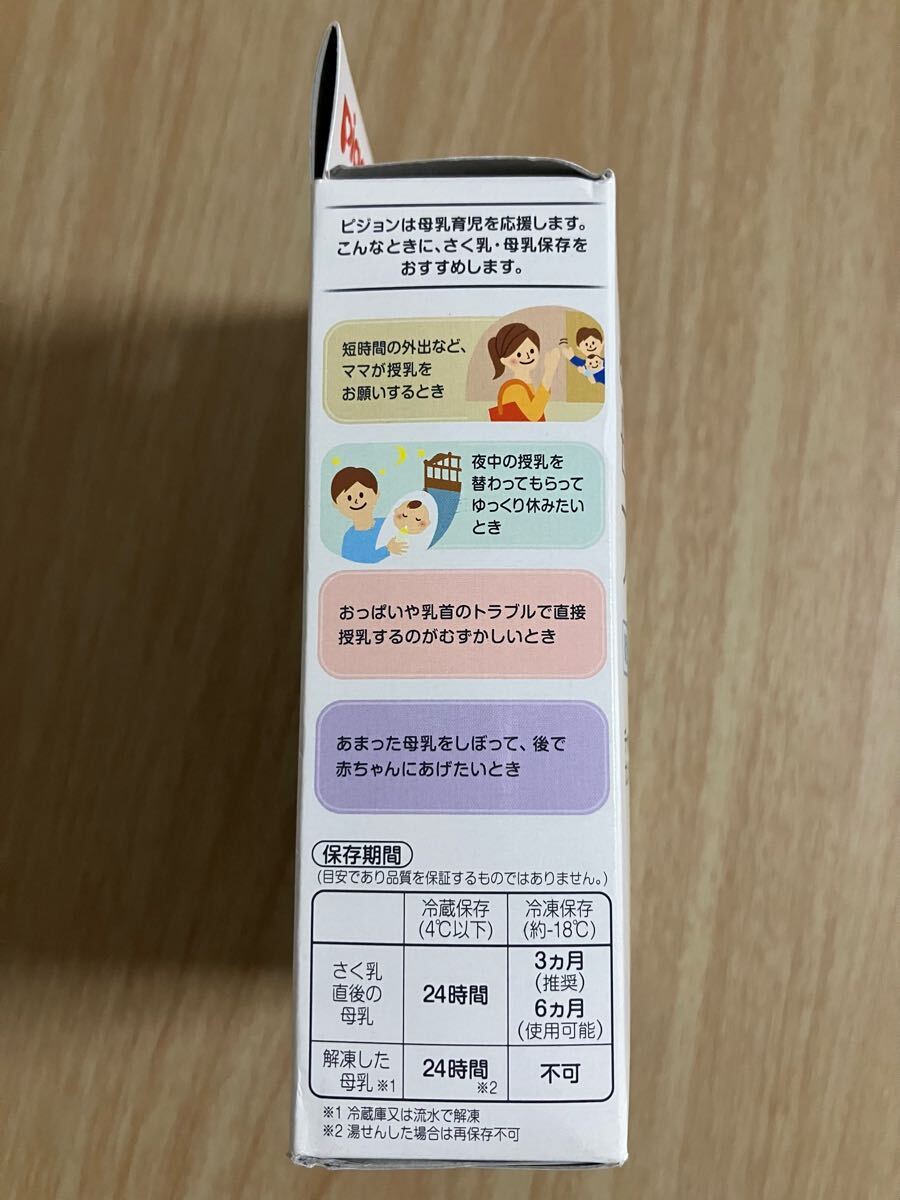 ピジョンは母乳育児を応援します。
こんなときに、さく乳・母乳保存を
おすすめします。
短時間の外出など、
ママが授乳を
お願いするとき
夜中の授乳を
替わってもらって
ゆっくり休みたい
とき
おっぱいや乳首のトラブルで直接
授乳するのがむずかしいとき
あまった母乳をしぼって、後で
赤ちゃんにあげたいとき
保存期間
(目安であり品質を保証するものではありません。)
冷蔵保存
(4℃以下)
冷凍保存
(約-18℃)
さく乳
直後の
母乳
24時間
3ヵ月
(推奨)
6ヵ月
(使用可能)
解凍した
母乳 ※1
24時間
※2
不可
※1 冷蔵庫又は流水で解凍
※2 湯せんした場合は再保存不可